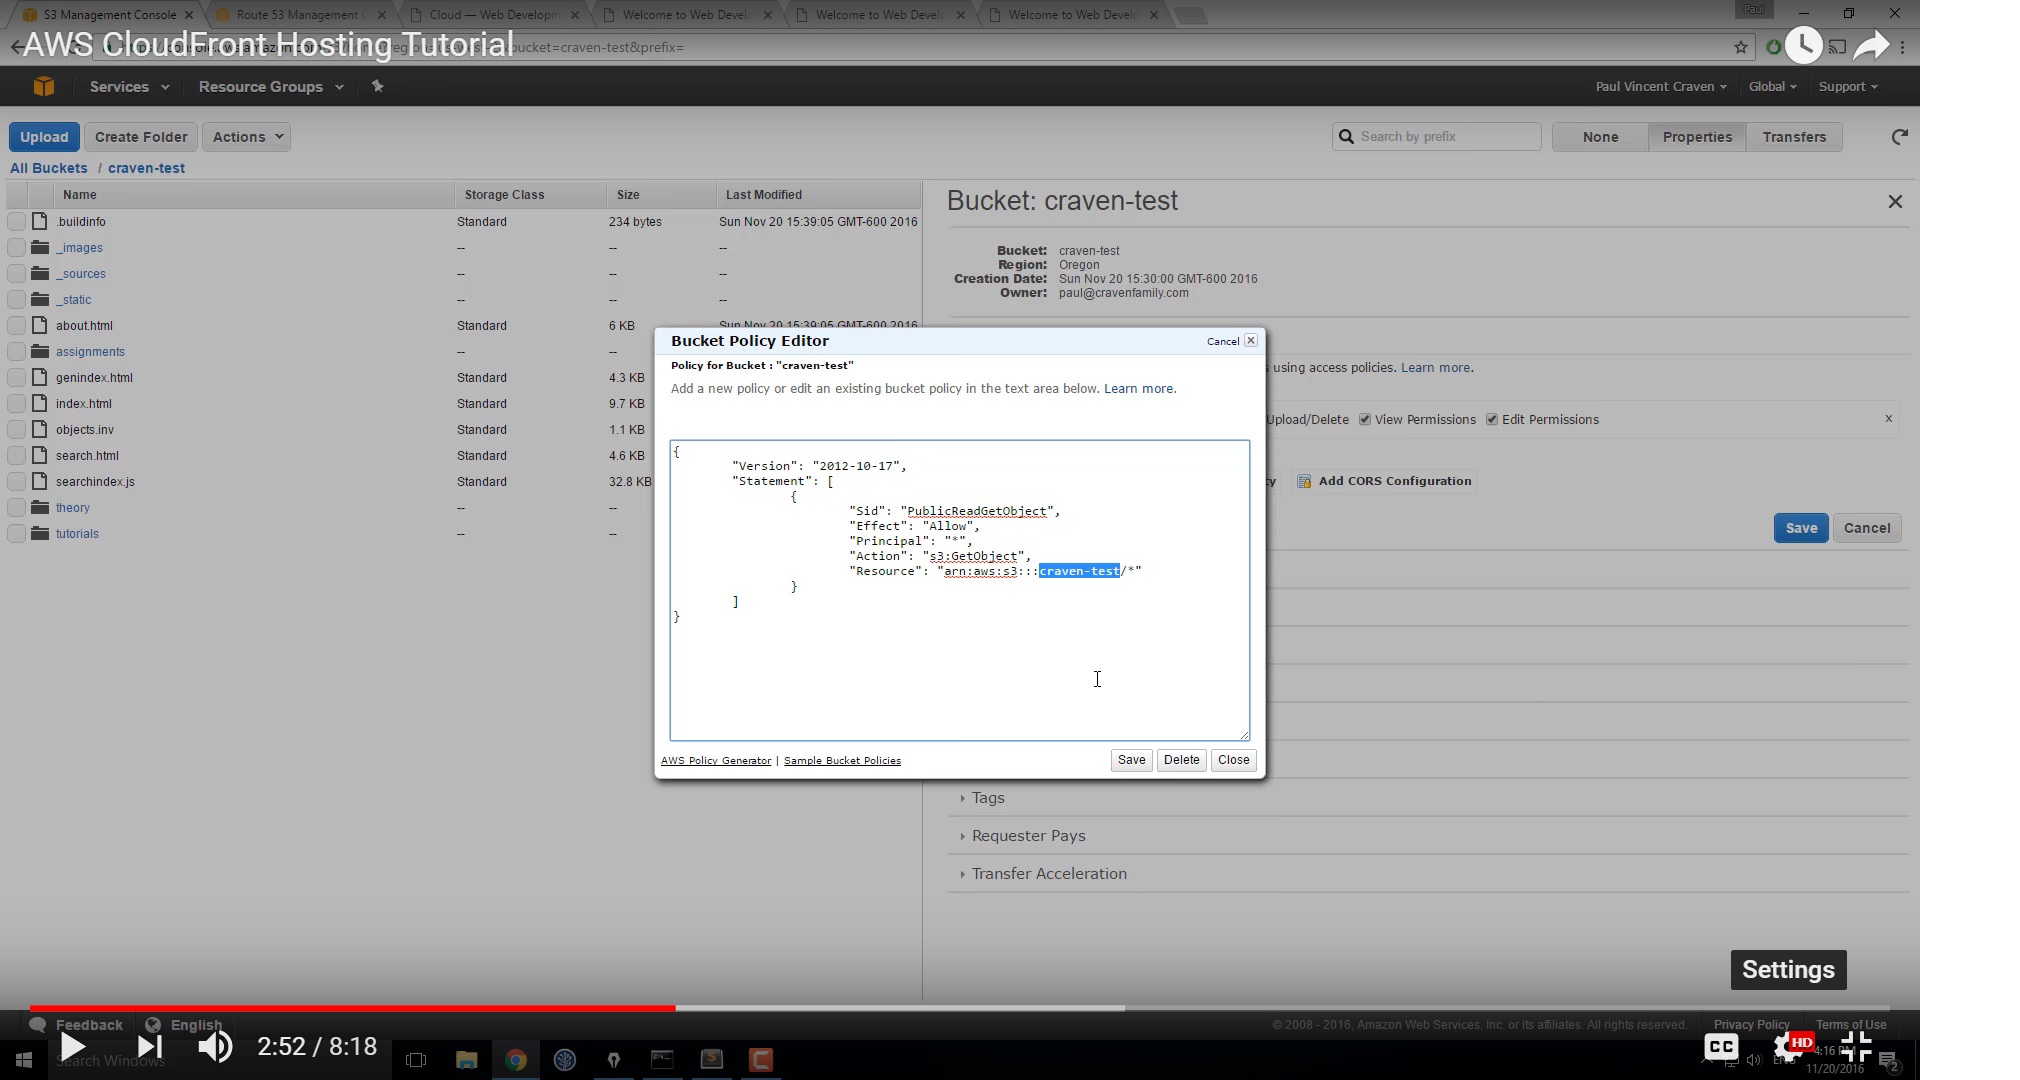 S3 Management Console
Route 53 Management C
Cloud — Web Developm
Welcome to Web Develo
Welcome to Web Develo
Welcome to Web Develo
Paul
AWS CloudFront Hosting Tutorial
bucket=craven-test&prefix=
Services
Resource Groups
Paul Vincent Craven
Global
Support
Upload
Create Folder
Actions
Search by prefix
None
Properties
Transfers
All Buckets / craven-test
Name Storage Class Size Last Modified
.buildinfo Standard 234 bytes Sun Nov 20 15:39:05 GMT-600 2016
_images -- -- --
_sources -- -- --
_static -- -- --
about.html Standard 6 KB Sun Nov 20 15:39:05 GMT-600 2016
assignments -- --
genindex.html Standard 4.3 KB
index.html Standard 9.7 KB
objects.inv Standard 1.1 KB
search.html Standard 4.6 KB
searchindex.js Standard 32.8 KB
theory -- --
tutorials -- --
Bucket: craven-test
Bucket: craven-test
Region: Oregon
Creation Date: Sun Nov 20 15:30:00 GMT-600 2016
Owner: paul@cravenfamily.com
using access policies. Learn more.
Upload/Delete View Permissions Edit Permissions x
cy Add CORS Configuration
Save Cancel
Bucket Policy Editor
Cancel
Policy for Bucket : "craven-test"
Add a new policy or edit an existing bucket policy in the text area below. Learn more.
{
"Version": "2012-10-17",
"Statement": [
{
"Sid": "PublicReadGetObject",
"Effect": "Allow",
"Principal": "*",
"Action": "s3:GetObject",
"Resource": "arn:aws:s3:::craven-test/*"
}
]
}
AWS Policy Generator | Sample Bucket Policies
Save Delete Close
Tags
Requester Pays
Transfer Acceleration
Settings
Feedback
English
© 2008 - 2016, Amazon Web Services, Inc. or its affiliates. All rights reserved.
Privacy Policy
Terms of Use
2:52 / 8:18
Search Windows
CC
HD
ENG
4:16 PM
11/20/2016
2